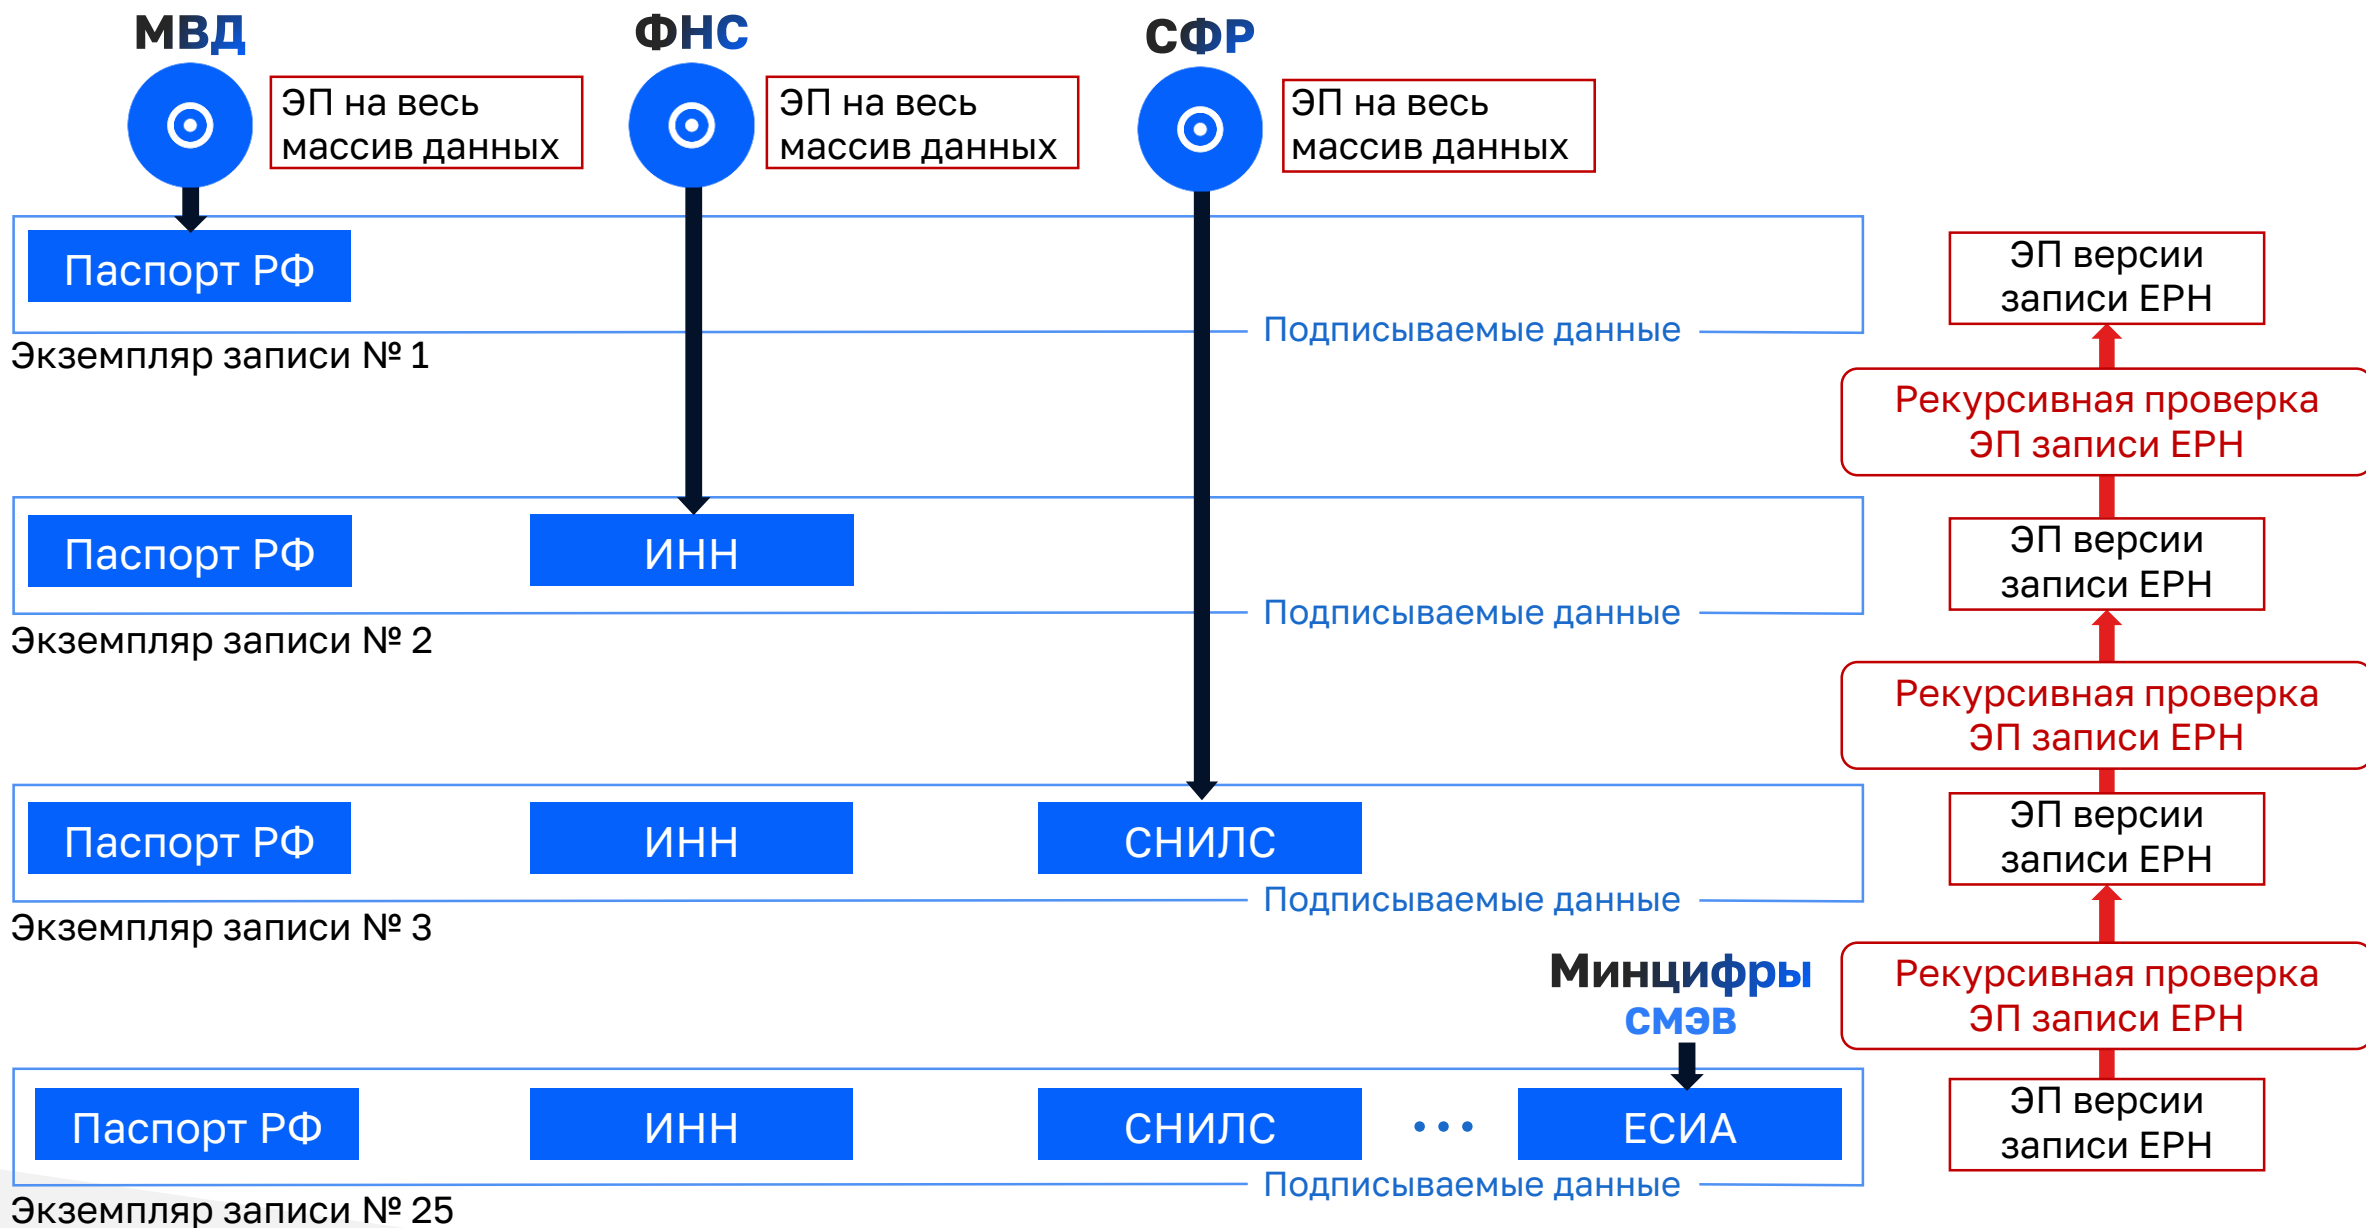 МВД
ФНС
СФР
ЭП на весь
массив данных
ЭП на весь
массив данных
ЭП на весь
массив данных
Паспорт РФ
Подписываемые данные
Экземпляр записи № 1
ЭП версии
записи ЕРН
Рекурсивная проверка
ЭП записи ЕРН
Паспорт РФ
ИНН
Подписываемые данные
Экземпляр записи № 2
ЭП версии
записи ЕРН
Рекурсивная проверка
ЭП записи ЕРН
Паспорт РФ
ИНН
СНИЛС
Подписываемые данные
Экземпляр записи № 3
ЭП версии
записи ЕРН
Минцифры
СМЭВ
Рекурсивная проверка
ЭП записи ЕРН
Паспорт РФ
ИНН
СНИЛС
...
ЕСИА
Подписываемые данные
Экземпляр записи № 25
ЭП версии
записи ЕРН